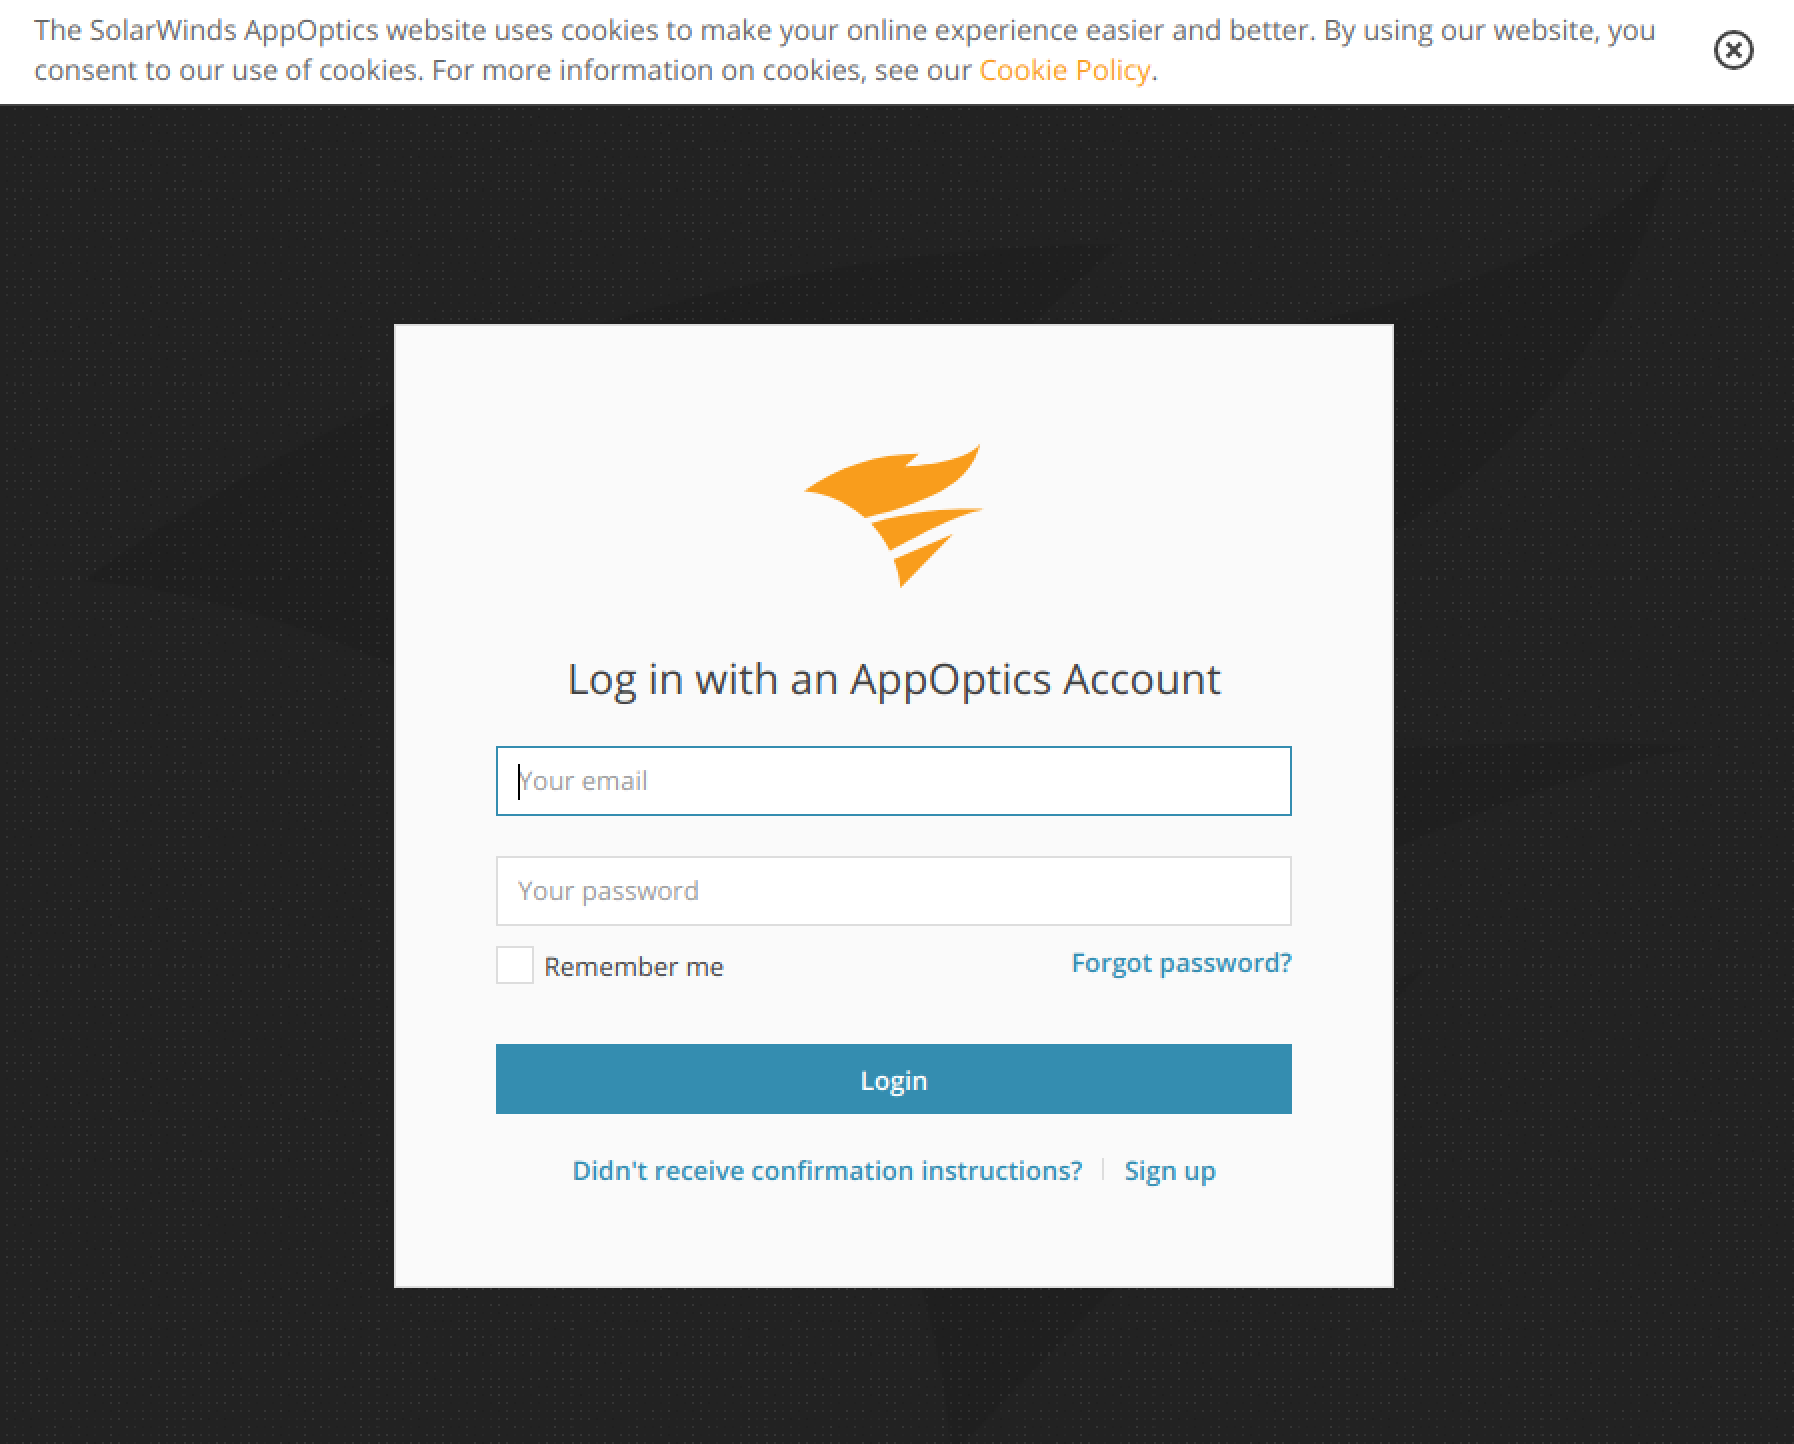 The SolarWinds AppOptics website uses cookies to make your online experience easier and better. By using our website, you
consent to our use of cookies. For more information on cookies, see our Cookie Policy.
Log in with an AppOptics Account
Your email
Your password
Remember me
Forgot password?
Login
Didn't receive confirmation instructions?
Sign up